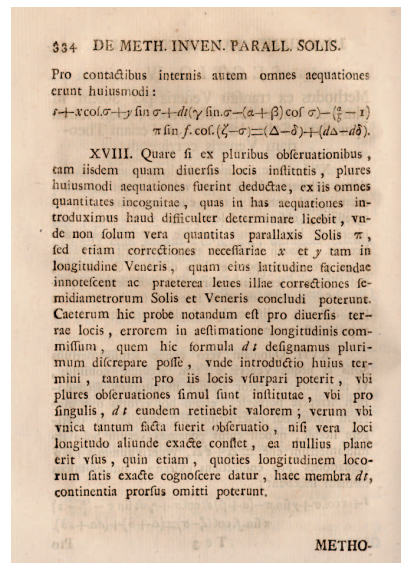 334 DE METH. INVEN. PARALL. SOLIS.
Pro contactibus internis autem omnes aequationes
erunt huiusmodi:
s+xcoſ.σ+y ſin σ+dt(γ ſin.σ−(α+β) coſ σ)−(a/b−1)
π ſin f. coſ. (ζ−σ)=(Δ−δ)+(dΔ−dδ).
XVIII. Quare ſi ex pluribus obſeruationibus,
tam iisdem quam diuerſis locis inſtitutis, plures
huiusmodi aequationes fuerint deductae, ex iis omnes
quantitates incognitae, quas in has aequationes in-
troduximus haud difficulter determinare licebit, vn-
de non ſolum vera quantitas parallaxis Solis π,
ſed etiam correctiones neceſſariae x et y tam in
longitudine Veneris, quam eius latitudine faciendae
innoteſcent ac praeterea leues illae correctiones ſe-
midiametrorum Solis et Veneris concludi poterunt.
Caeterum hic probe notandum eſt pro diuerſis ter-
rae locis, errorem in aeſtimatione longitudinis com-
miſſum, quem hic formula dt deſignamus pluri-
mum diſcrepare poſſe, vnde introductio huius ter-
mini, tantum pro iis locis vſurpari poterit, vbi
plures obſeruationes ſimul ſunt inſtitutae, vbi pro
ſingulis, dt eundem retinebit valorem; verum vbi
vnica tantum facta fuerit obſeruatio, niſi vera loci
longitudo aliunde exacte conſtet, ea nullius plane
erit vſus, quin etiam, quoties longitudinem loco-
rum ſatis exacte cognoſcere datur, haec membra dt,
continentia prorſus omitti poterunt.
METHO-